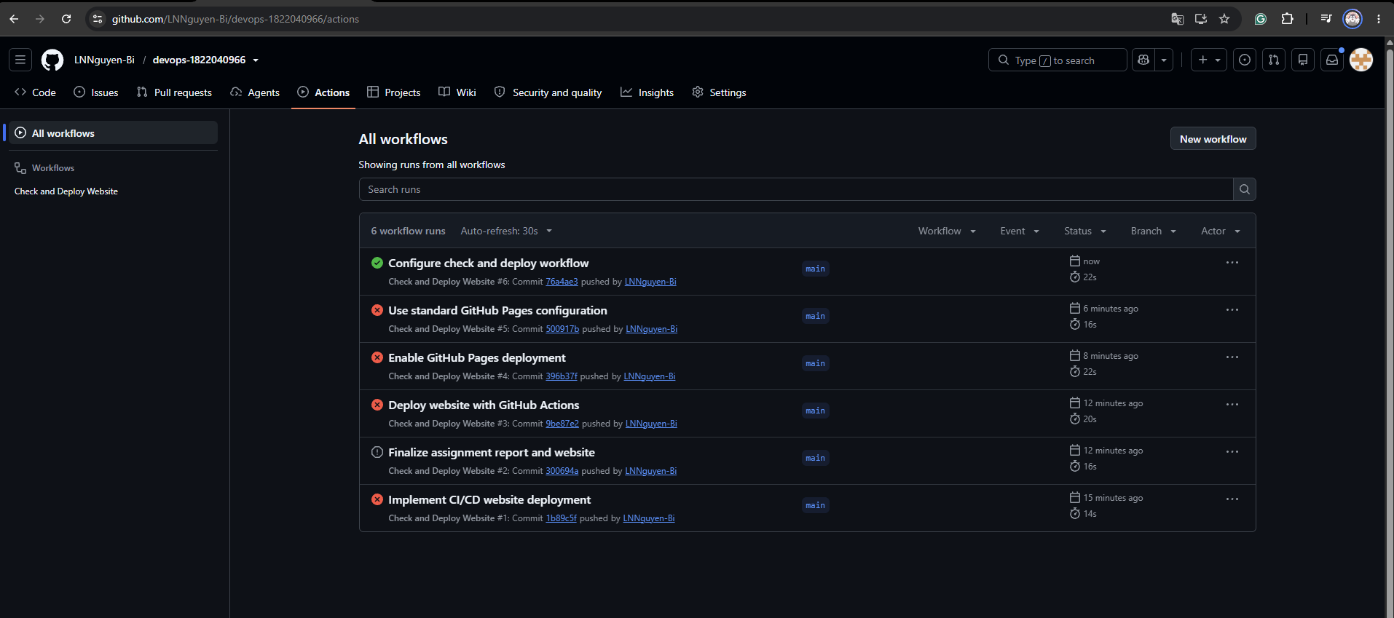 github.com/LNNguyen-Bi/devops-1822040966/actions
LNNguyen-Bi / devops-1822040966
Type / to search
Code Issues Pull requests Agents Actions Projects Wiki Security and quality Insights Settings
All workflows
Workflows
Check and Deploy Website
All workflows
New workflow
Showing runs from all workflows
Search runs
6 workflow runs Auto-refresh: 30s Workflow Event Status Branch Actor
Configure check and deploy workflow
Check and Deploy Website #6: Commit 76a4ae3 pushed by LNNguyen-Bi
main
now
22s
Use standard GitHub Pages configuration
Check and Deploy Website #5: Commit 500917b pushed by LNNguyen-Bi
main
6 minutes ago
16s
Enable GitHub Pages deployment
Check and Deploy Website #4: Commit 396b37f pushed by LNNguyen-Bi
main
8 minutes ago
22s
Deploy website with GitHub Actions
Check and Deploy Website #3: Commit 9be87e2 pushed by LNNguyen-Bi
main
12 minutes ago
20s
Finalize assignment report and website
Check and Deploy Website #2: Commit 300694a pushed by LNNguyen-Bi
main
12 minutes ago
16s
Implement CI/CD website deployment
Check and Deploy Website #1: Commit 1b89c5f pushed by LNNguyen-Bi
main
15 minutes ago
14s